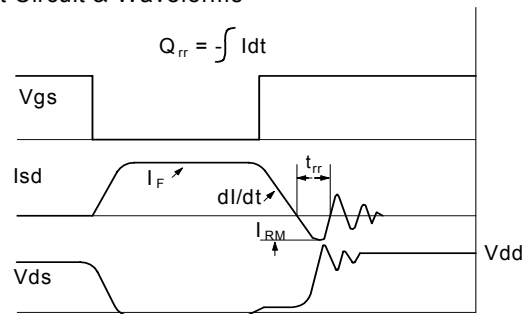 t Circuit & Waveforms
Qrr = -∫ Idt
Vgs
Isd
IF
dI/dt
trr
IRM
Vds
Vdd